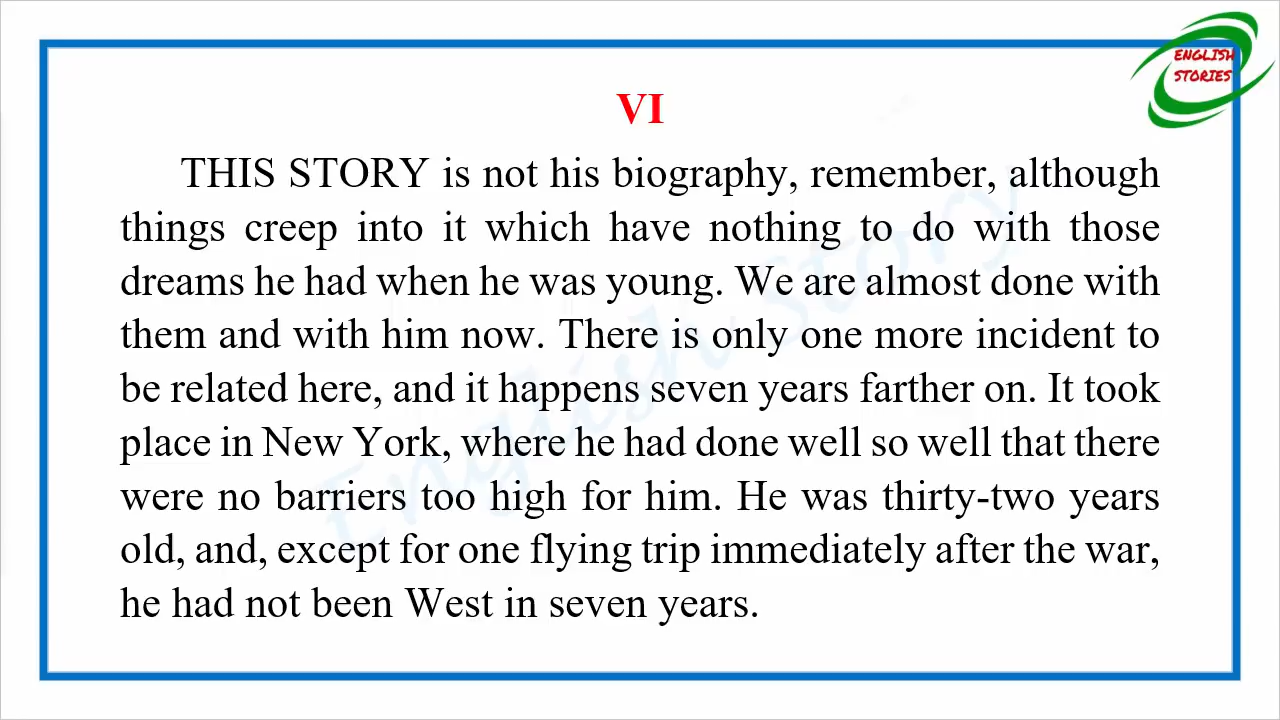 ENGLISH
STORIES
VI
THIS STORY is not his biography, remember, although
things creep into it which have nothing to do with those
dreams he had when he was young. We are almost done with
them and with him now. There is only one more incident to
be related here, and it happens seven years farther on. It took
place in New York, where he had done well so well that there
were no barriers too high for him. He was thirty-two years
old, and, except for one flying trip immediately after the war,
he had not been West in seven years.
English Story